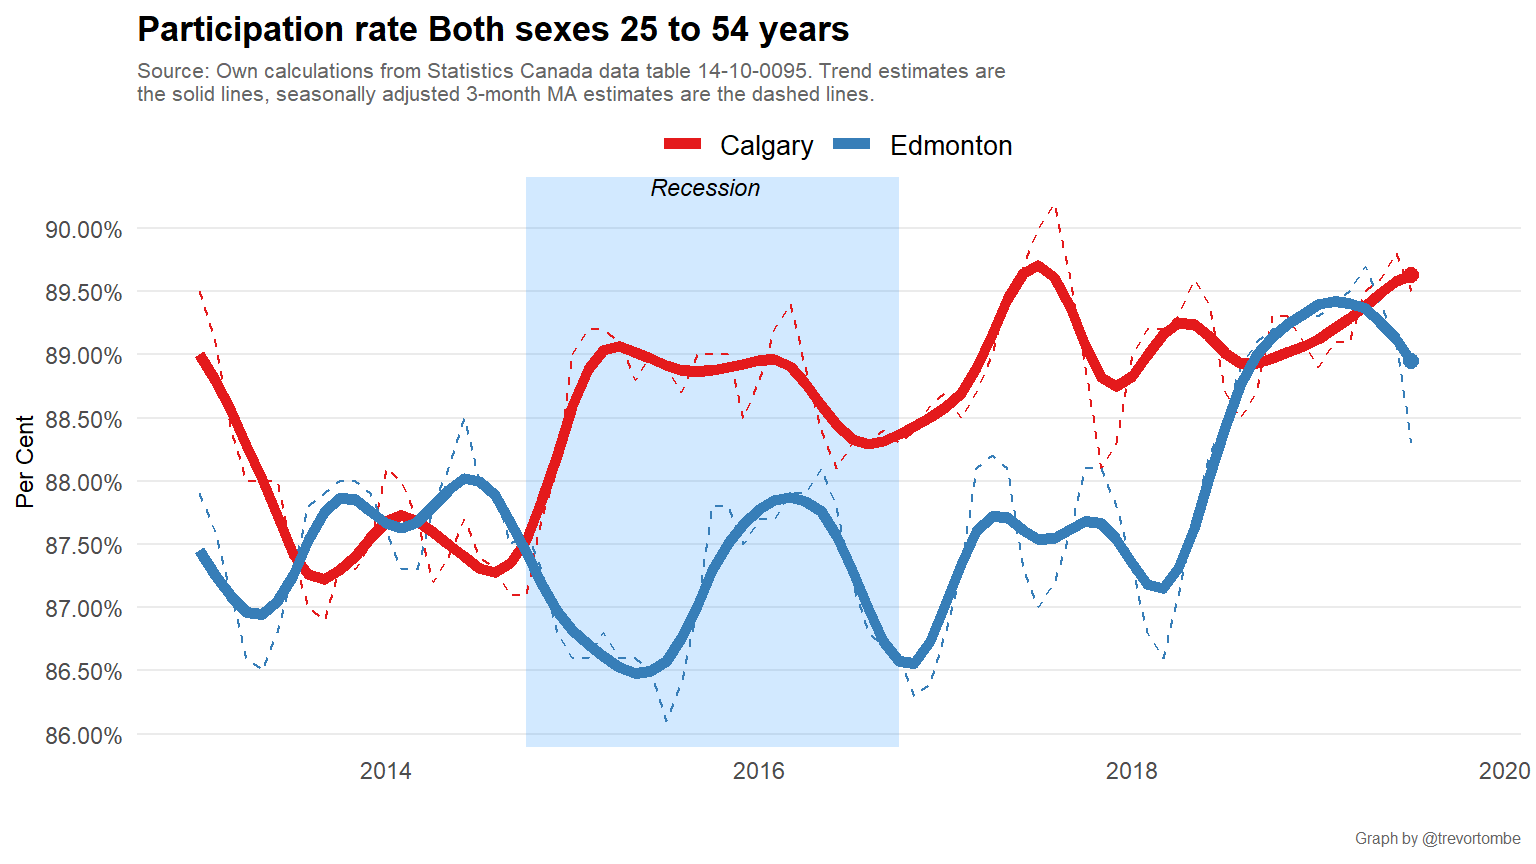 Participation rate Both sexes 25 to 54 years
Source: Own calculations from Statistics Canada data table 14-10-0095. Trend estimates are
the solid lines, seasonally adjusted 3-month MA estimates are the dashed lines.
Calgary
Edmonton
Recession
90.00%
89.50%
89.00%
88.50%
88.00%
87.50%
87.00%
86.50%
86.00%
Per Cent
2014
2016
2018
2020
Graph by @trevortombe